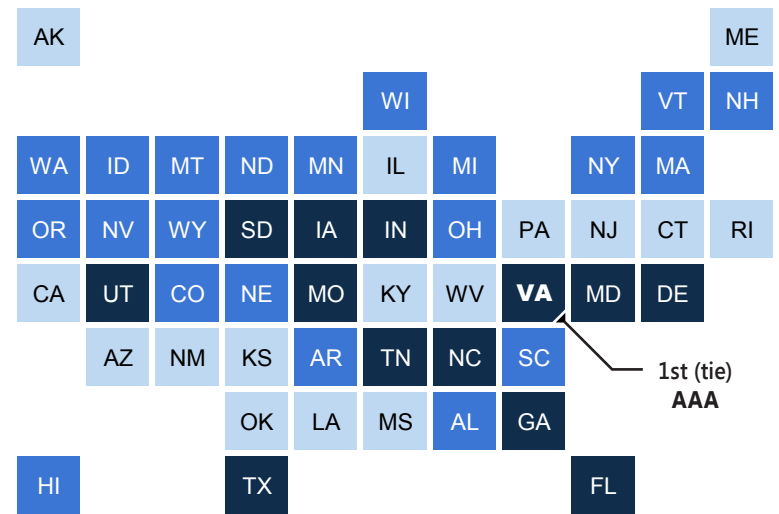 AK ME
WI VT NH
WA ID MT ND MN IL MI NY MA
OR NV WY SD IA IN OH PA NJ CT RI
CA UT CO NE MO KY WV VA MD DE
AZ NM KS AR TN NC SC
1st (tie)
AAA
OK LA MS AL GA
HI TX FL